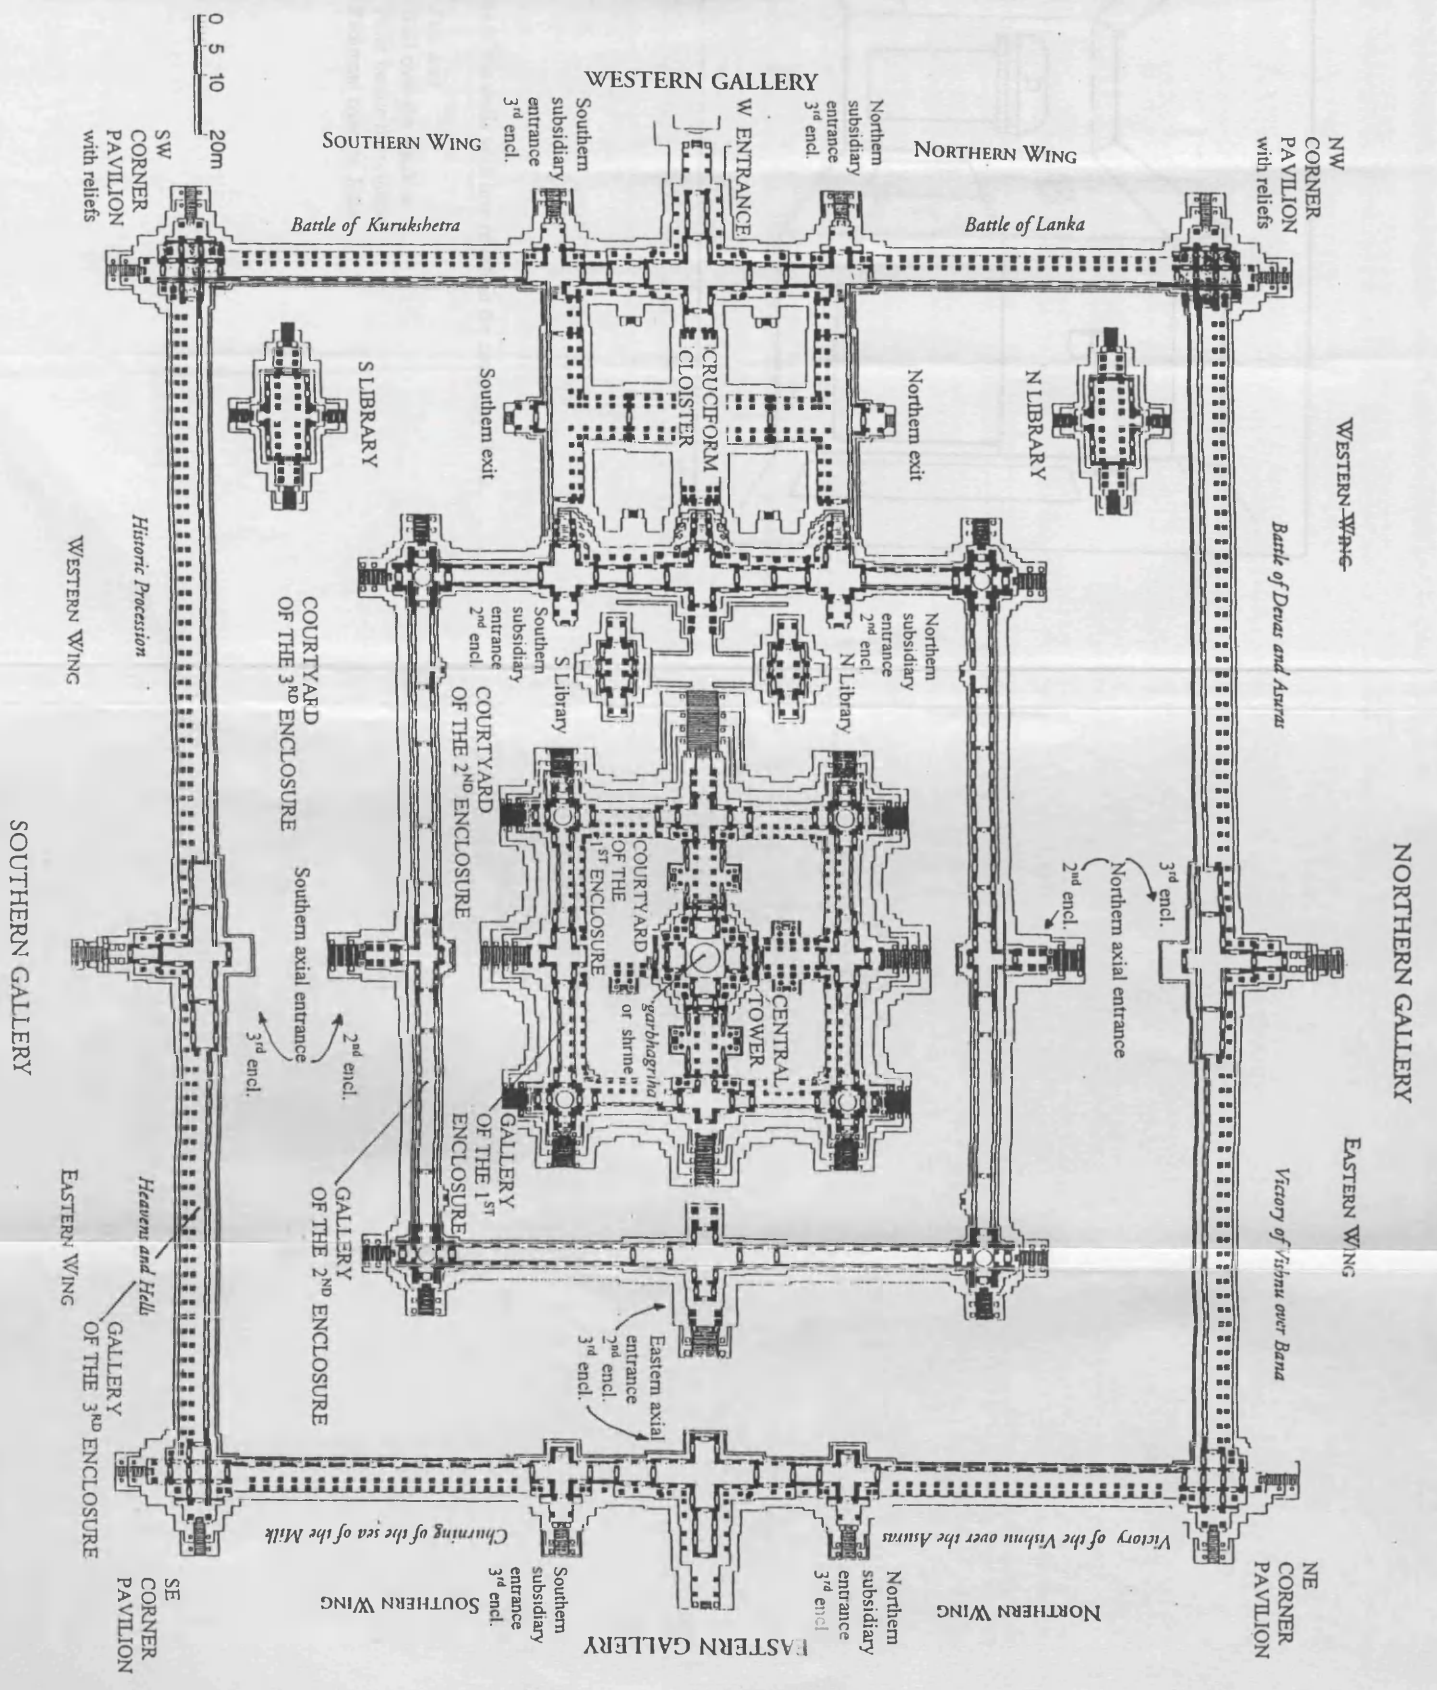 0 5 10 20m
WESTERN GALLERY
SOUTHERN WING
Southern
subsidiary
entrance
3rd encl.
W ENTRANCE
Northern
subsidiary
entrance
3rd encl.
NORTHERN WING
NW
CORNER
PAVILION
with reliefs
SW
CORNER
PAVILION
with reliefs
Battle of Kurukshetra
Battle of Lanka
S LIBRARY
Southern exit
CRUCIFORM
CLOISTER
Northern exit
N LIBRARY
WESTERN WING
Battle of Devas and Asuras
Historic Procession
WESTERN WING
COURTYARD
OF THE 3RD ENCLOSURE
Southern
subsidiary
entrance
2nd encl.
S Library
N Library
Northern
subsidiary
entrance
2nd encl.
COURTYARD
OF THE 2ND ENCLOSURE
COURTYARD
OF THE
1ST ENCLOSURE
SOUTHERN GALLERY
NORTHERN GALLERY
Southern axial entrance
2nd encl.
3rd encl.
3rd encl.
Northern axial entrance
2nd encl.
CENTRAL
TOWER
garbhagriha
or shrine
GALLERY
OF THE 1ST
ENCLOSURE
GALLERY
OF THE 2ND ENCLOSURE
Heavens and Hells
EASTERN WING
GALLERY
OF THE 3RD ENCLOSURE
Victory of Vishnu over Bana
EASTERN WING
Eastern axial
entrance
2nd encl.
3rd encl.
Churning of the sea of the Milk
Victory of the Vishnu over the Asuras
SE
CORNER
PAVILION
SOUTHERN WING
Southern
subsidiary
entrance
3rd encl.
EASTERN GALLERY
Northern
subsidiary
entrance
3rd encl
NORTHERN WING
NE
CORNER
PAVILION